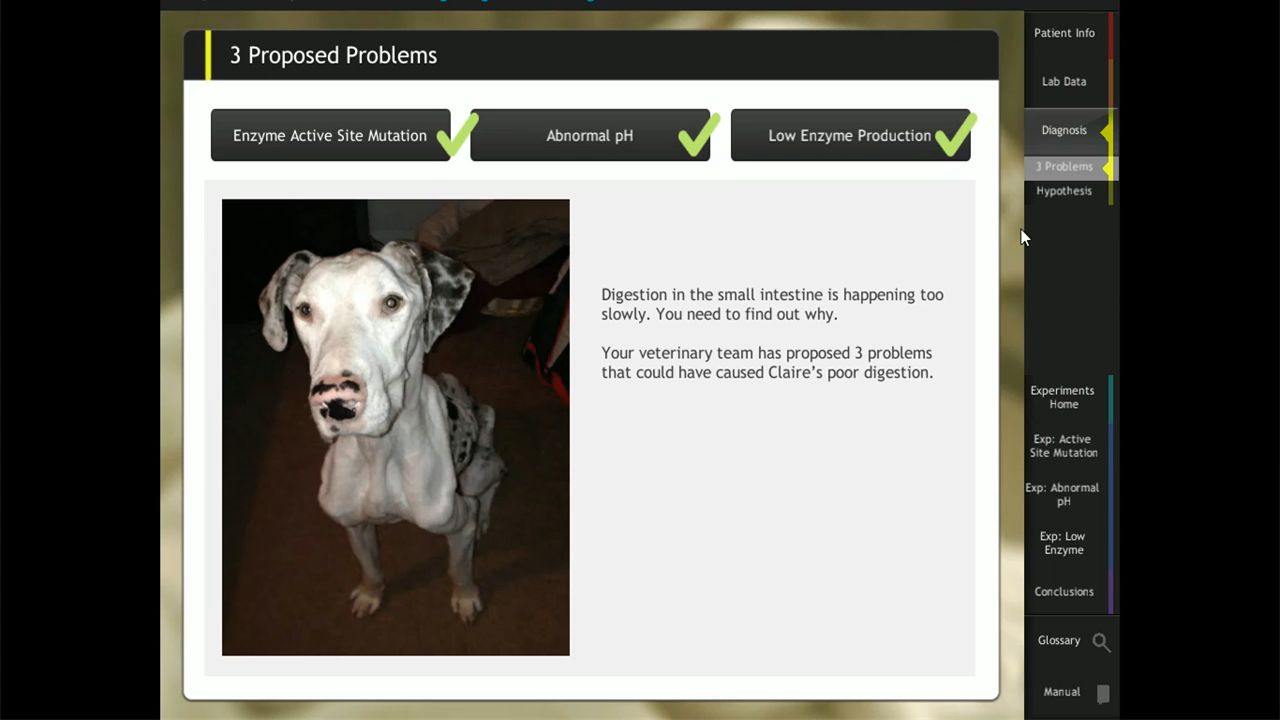 3 Proposed Problems
Enzyme Active Site Mutation
Abnormal pH
Low Enzyme Production
Digestion in the small intestine is happening too
slowly. You need to find out why.
Your veterinary team has proposed 3 problems
that could have caused Claire's poor digestion.
Patient Info
Lab Data
Diagnosis
3 Problems
Hypothesis
Experiments
Home
Exp: Active
Site Mutation
Exp: Abnormal
pH
Exp: Low
Enzyme
Conclusions
Glossary
Manual